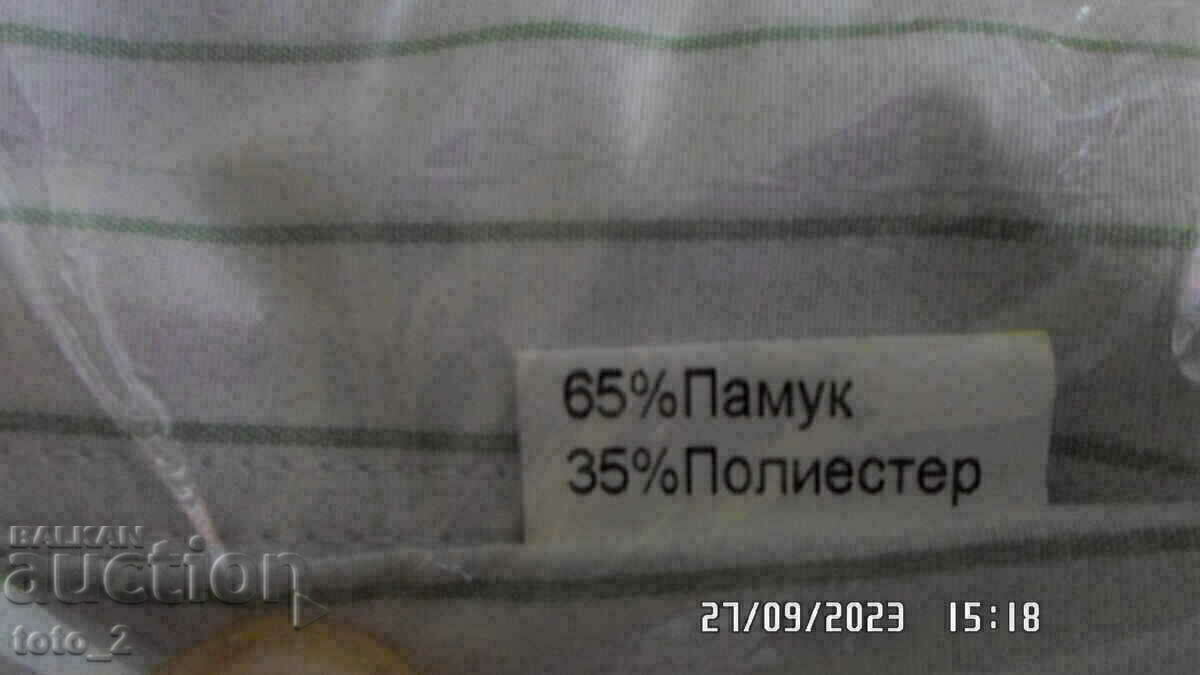 65%Памук
35%Полиестер
BALKAN
auction
toto_2
27/09/2023 15:18